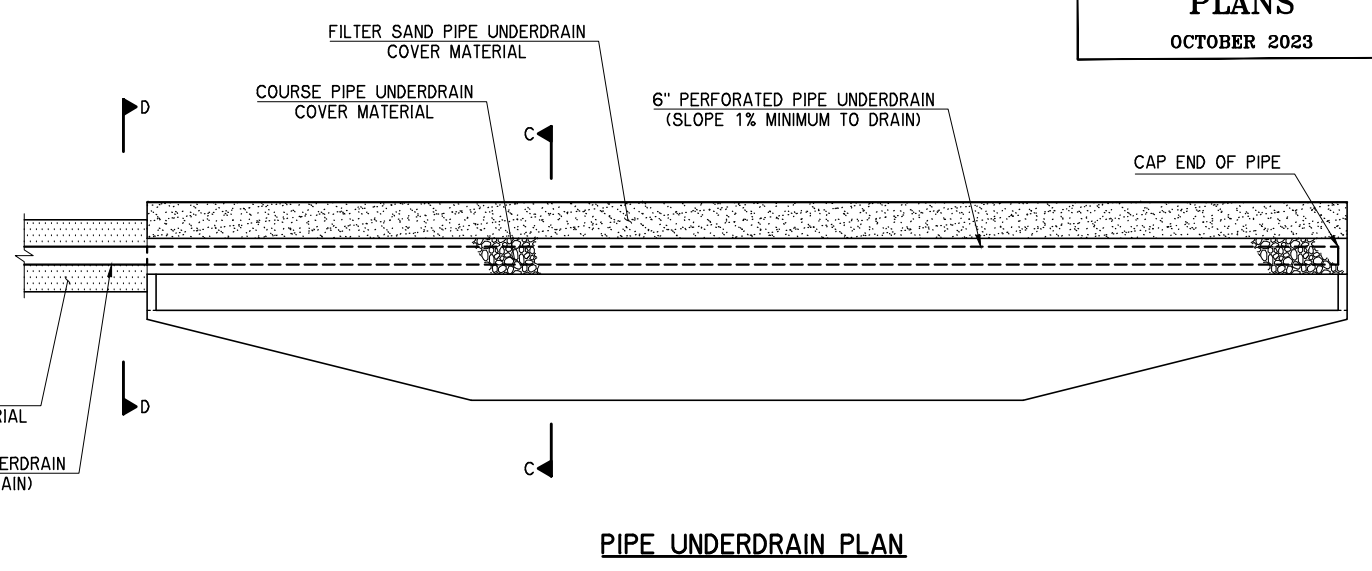 PLANS
OCTOBER 2023
FILTER SAND PIPE UNDERDRAIN
COVER MATERIAL
COURSE PIPE UNDERDRAIN
COVER MATERIAL
6" PERFORATED PIPE UNDERDRAIN
(SLOPE 1% MINIMUM TO DRAIN)
CAP END OF PIPE
D
C
D
C
RIAL
ERDRAIN
AIN)
PIPE UNDERDRAIN PLAN